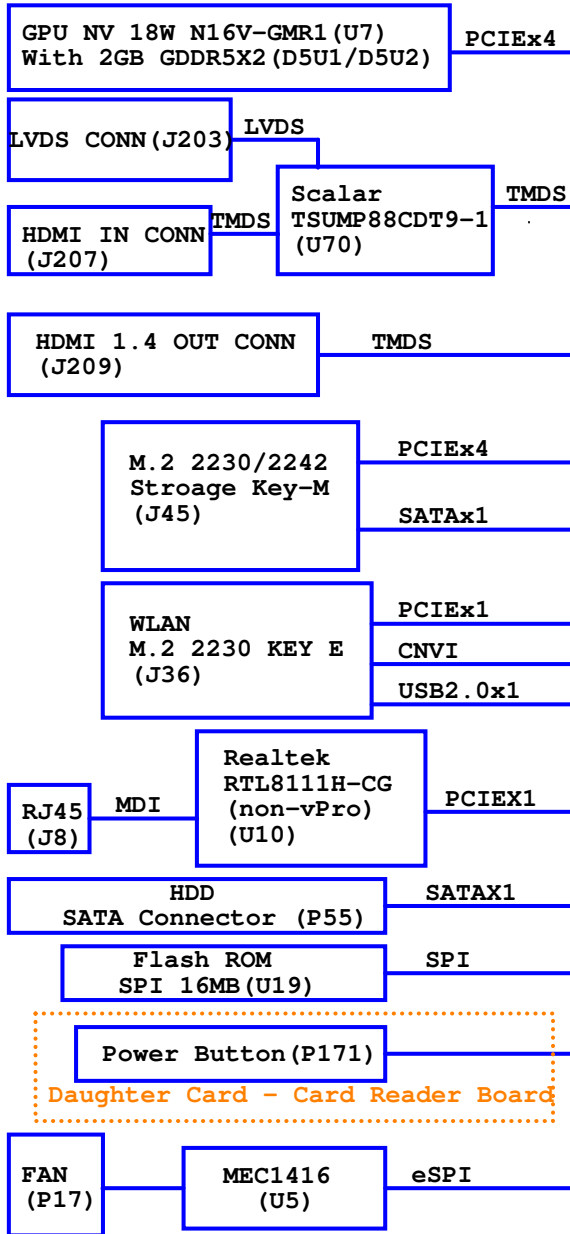 GPU NV 18W N16V-GMR1(U7)
With 2GB GDDR5X2(D5U1/D5U2)
PCIEx4
LVDS CONN(J203)
LVDS
Scalar
TSUMP88CDT9-1
(U70)
TMDS
HDMI IN CONN
(J207)
TMDS
HDMI 1.4 OUT CONN
(J209)
TMDS
M.2 2230/2242
Stroage Key-M
(J45)
PCIEx4
SATAx1
WLAN
M.2 2230 KEY E
(J36)
PCIEx1
CNVI
USB2.0x1
Realtek
RTL8111H-CG
(non-vPro)
(U10)
PCIEX1
RJ45
(J8)
MDI
HDD
SATA Connector (P55)
SATAX1
Flash ROM
SPI 16MB(U19)
SPI
Power Button(P171)
Daughter Card - Card Reader Board
FAN
(P17)
MEC1416
(U5)
eSPI